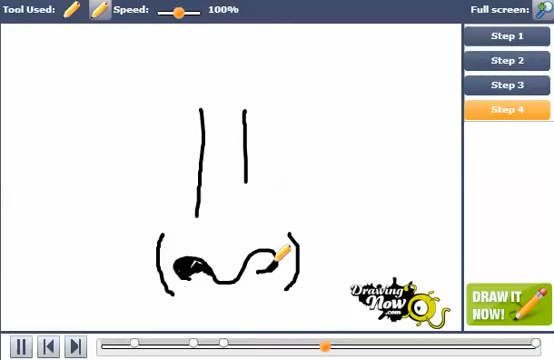 Tool Used: Speed: 100% Full screen:
Step 1
Step 2
Step 3
Step 4
Drawing
Now.com
DRAW IT
NOW!